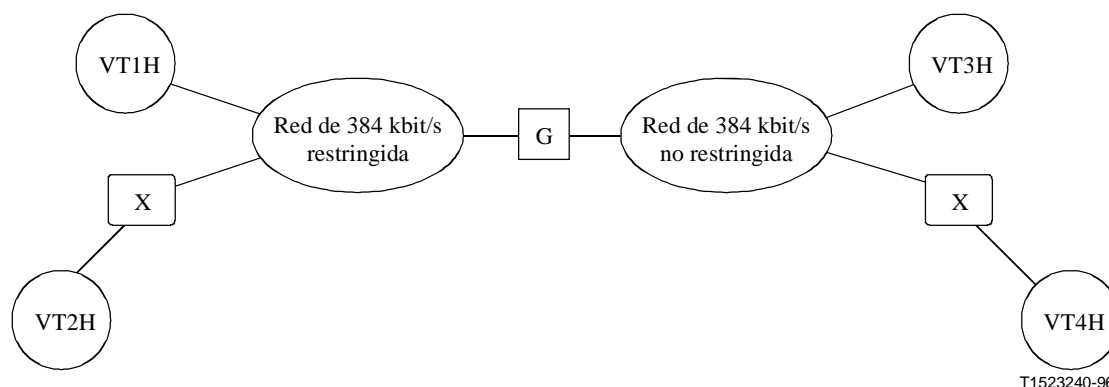 VT1H
VT3H
Red de 384 kbit/s
restringida
G
Red de 384 kbit/s
no restringida
X
X
VT2H
VT4H
T1523240-96